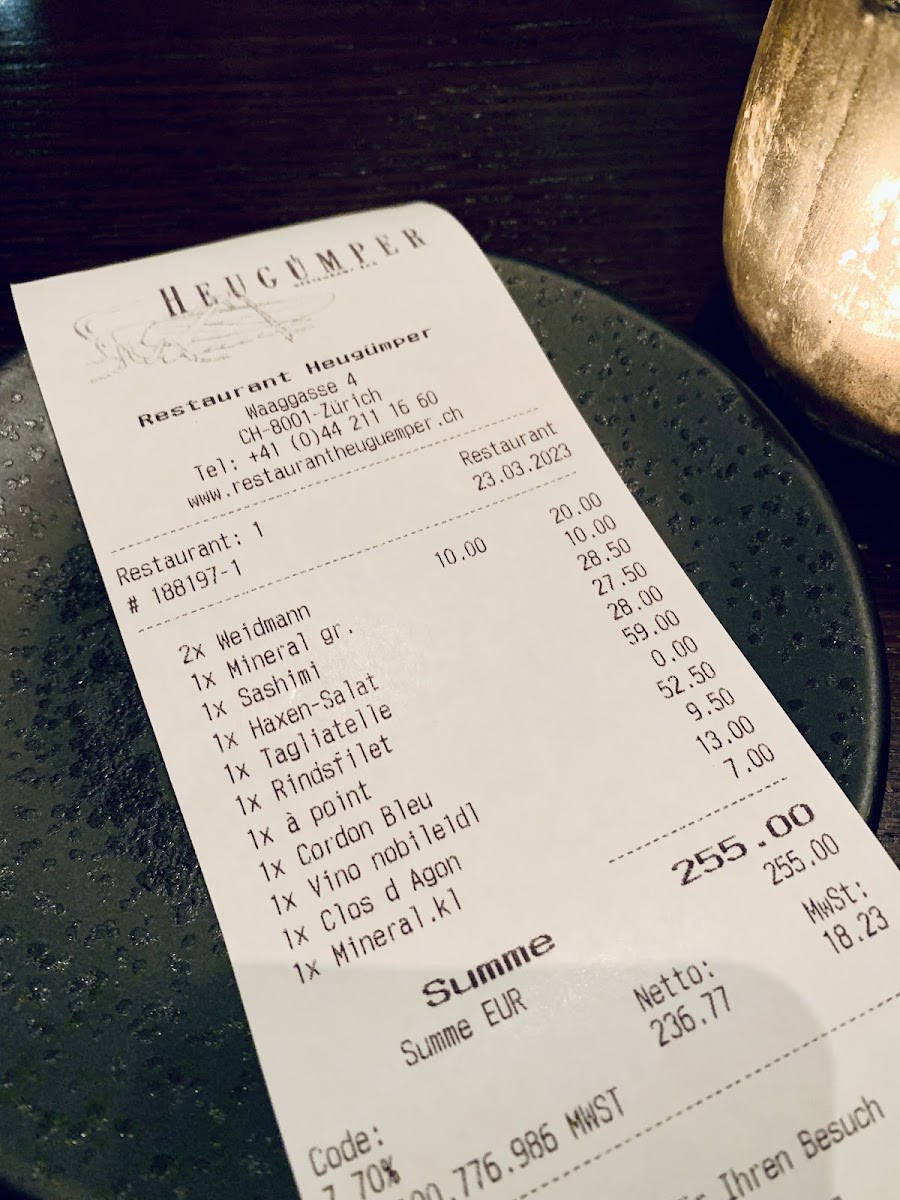 HEUGÜMPER
Restaurant Heugümper
Waaggasse 4
CH-8001-Zürich
Tel: +41 (0)44 211 16 60
www.restaurantheuguemper.ch
Restaurant
Restaurant: 1 23.03.2023
# 188197-1
2x Weidmann 10.00 20.00
1x Mineral gr. 10.00
1x Sashimi 28.50
1x Haxen-Salat 27.50
1x Tagliatelle 28.00
1x Rindsfilet 59.00
1x à point 0.00
1x Cordon Bleu 52.50
1x Vino nobile1dl 9.50
1x Clos d Agon 13.00
1x Mineral.kl 7.00
Summe 255.00
Summe EUR 255.00
Code: Netto: MwSt:
7.70% 236.77 18.23
00.776.986 MWST
Ihren Besuch